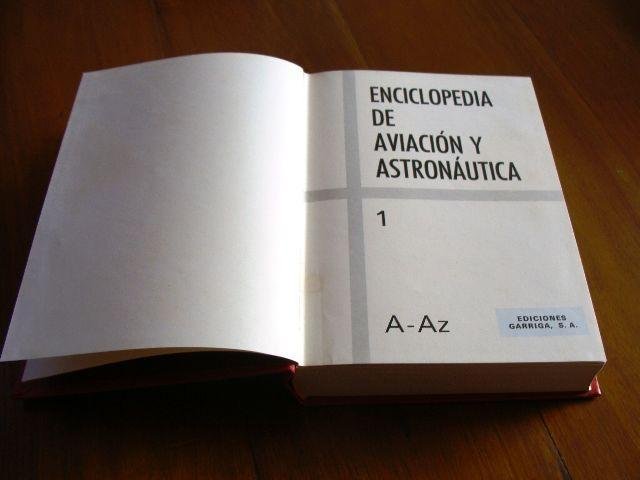 ENCICLOPEDIA
DE
AVIACIÓN Y
ASTRONÁUTICA
1
A-Az
EDICIONES
GARRIGA, S. A.